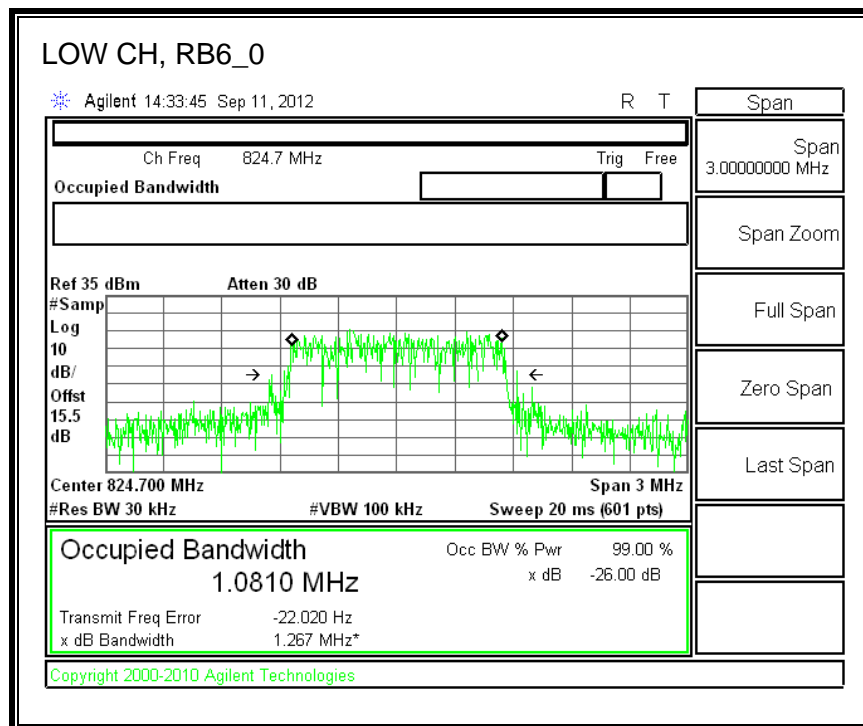 LOW CH, RB6_0
Agilent 14:33:45 Sep 11, 2012 R T
Span
Ch Freq 824.7 MHz Trig Free
Occupied Bandwidth
Span
3.00000000 MHz
Span Zoom
Full Span
Zero Span
Last Span
Ref 35 dBm Atten 30 dB
#Samp
Log
10
dB/
Offst
15.5
dB
Center 824.700 MHz Span 3 MHz
#Res BW 30 kHz #VBW 100 kHz Sweep 20 ms (601 pts)
Occupied Bandwidth Occ BW % Pwr 99.00 %
1.0810 MHz x dB -26.00 dB
Transmit Freq Error -22.020 Hz
x dB Bandwidth 1.267 MHz*
Copyright 2000-2010 Agilent Technologies